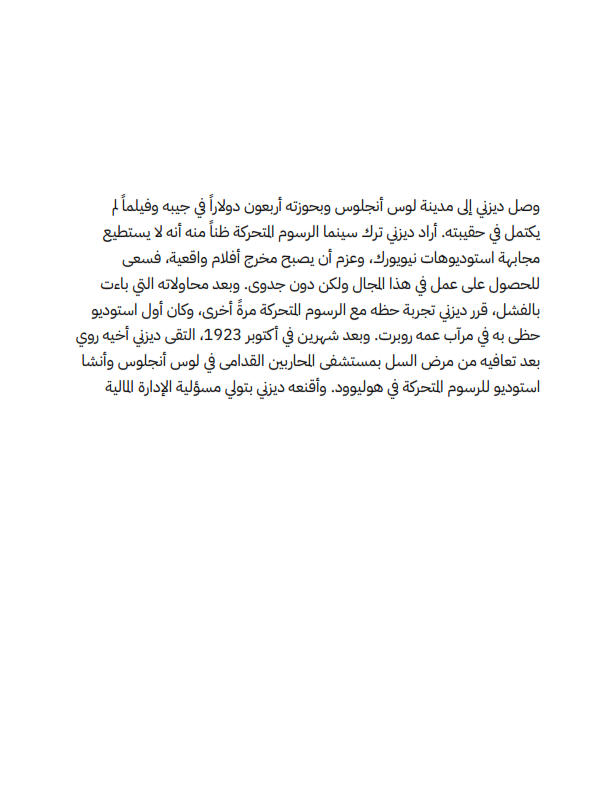 وصل ديزني إلى مدينة لوس أنجلوس وبحوزته أربعون دولاراً في جيبه وفيلماً لم
يكتمل في حقيبته. أراد ديزني ترك سينما الرسوم المتحركة ظناً منه أنه لا يستطيع
مجابهة استوديوهات نيويورك، وعزم أن يصبح مخرج أفلام واقعية، فسعى
للحصول على عمل في هذا المجال ولكن دون جدوى. وبعد محاولاته التي باءت
بالفشل، قرر ديزني تجربة حظه مع الرسوم المتحركة مرةً أخرى، وكان أول استوديو
حظى به في مرآب عمه روبرت. وبعد شهرين في أكتوبر 1923، التقى ديزني أخيه روي
بعد تعافيه من مرض السل بمستشفى المحاربين القدامى في لوس أنجلوس وأنشا
استوديو للرسوم المتحركة في هوليوود. وأقنعه ديزني بتولي مسؤلية الإدارة المالية